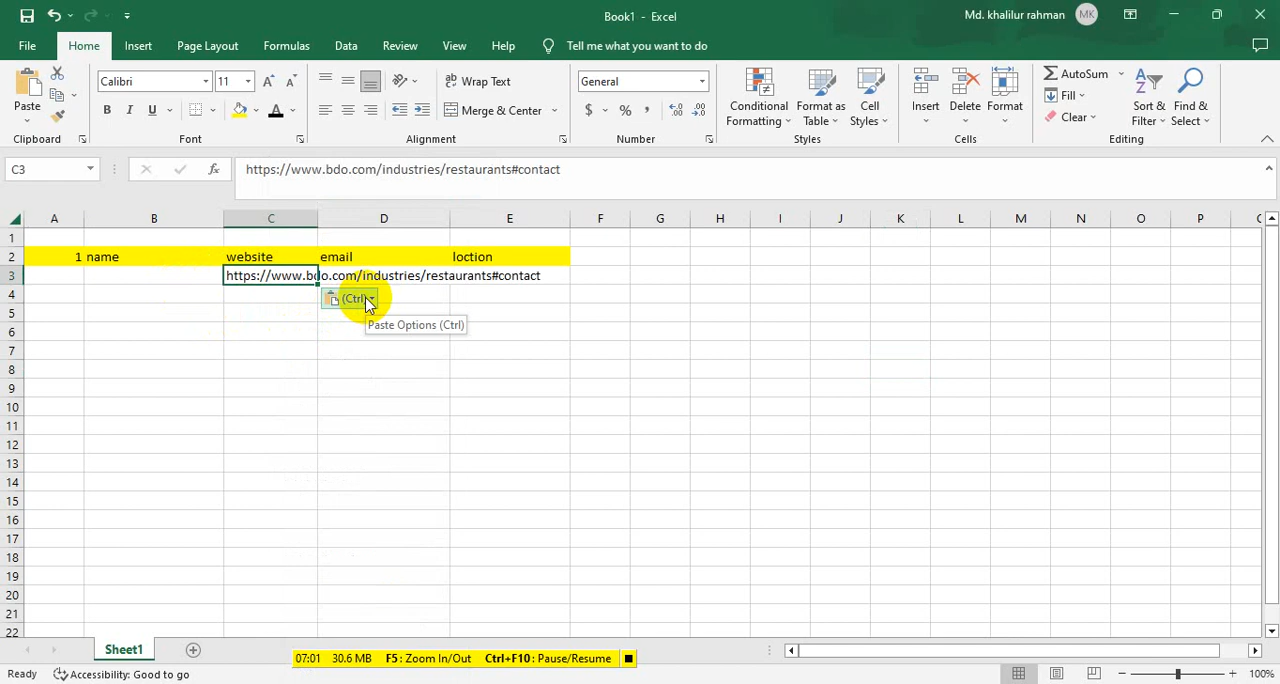 Book1 - Excel
Md. khalilur rahman MK
File Home Insert Page Layout Formulas Data Review View Help Tell me what you want to do
Paste
Clipboard
Calibri 11
A A
B I U A
Font
ab Wrap Text
Merge & Center
Alignment
General
$ % ,
Number
Conditional Formatting
Format as Table
Cell Styles
Styles
Insert Delete Format
Cells
AutoSum
Fill
Clear
Sort & Filter
Find & Select
Editing
C3 fx https://www.bdo.com/industries/restaurants#contact
A B C D E F G H I J K L M N O P
1
2 1 name website email loction
3 https://www.bdo.com/industries/restaurants#contact
4 (Ctrl)
5 Paste Options (Ctrl)
6
7
8
9
10
11
12
13
14
15
16
17
18
19
20
21
22
Sheet1
07:01 30.6 MB F5: Zoom In/Out Ctrl+F10: Pause/Resume
Ready Accessibility: Good to go 100%